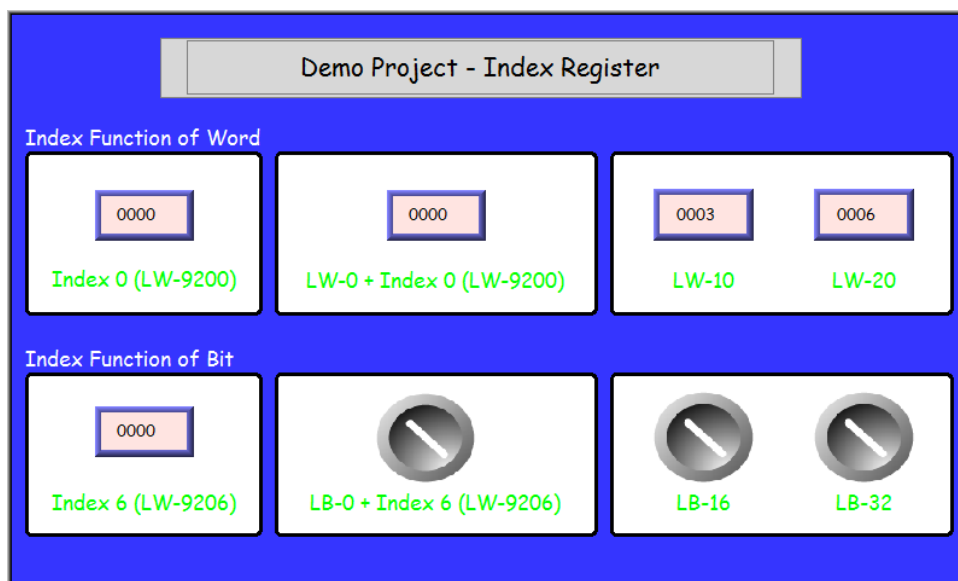 Demo Project - Index Register
Index Function of Word
0000
0000
0003
0006
Index 0 (LW-9200)
LW-0 + Index 0 (LW-9200)
LW-10
LW-20
Index Function of Bit
0000
Index 6 (LW-9206)
LB-0 + Index 6 (LW-9206)
LB-16
LB-32